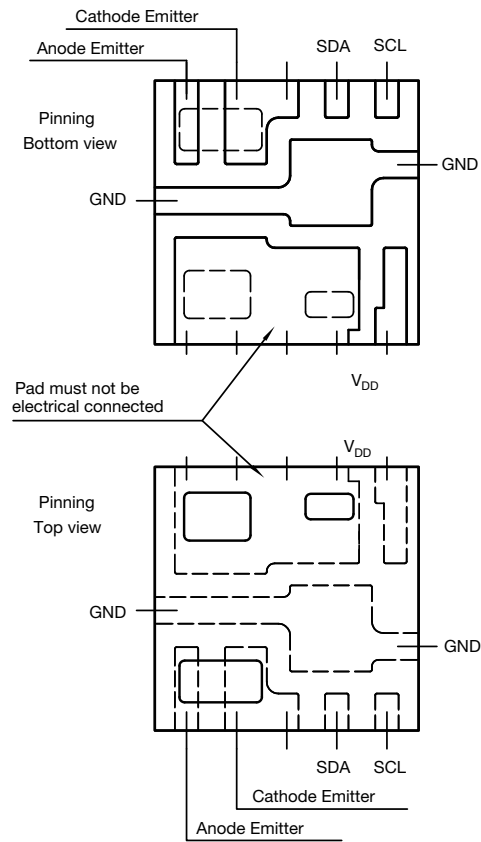 Cathode Emitter
Anode Emitter
SDA
SCL
Pinning
Bottom view
GND
GND
VDD
Pad must not be
electrical connected
VDD
Pinning
Top view
GND
GND
SDA
SCL
Cathode Emitter
Anode Emitter